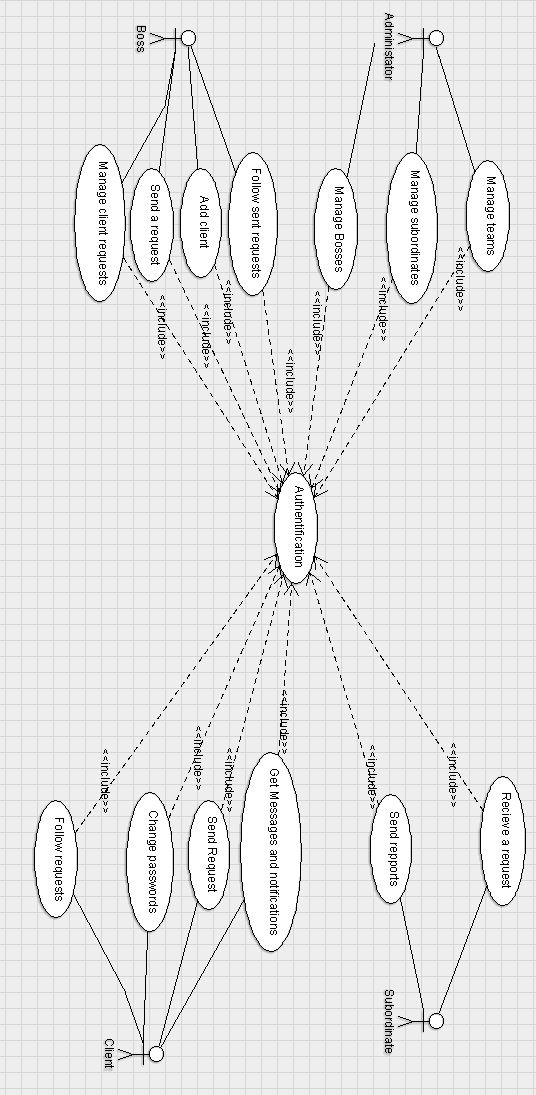 Recieve a request
Manage teams
<<include>>
<<include>>
Manage subordinates
Send repports
Administator
Subordinate
<<include>>
<<include>>
Manage Bosses
<<include>>
Authentification
<<include>>
<<include>>
Get Messages and notifications
Follow sent requests
<<include>>
<<include>>
Send Request
<<include>>
Add client
<<include>>
<<include>>
Send a request
Change passwords
Boss
Client
<<include>>
Manage client requests
Follow requests